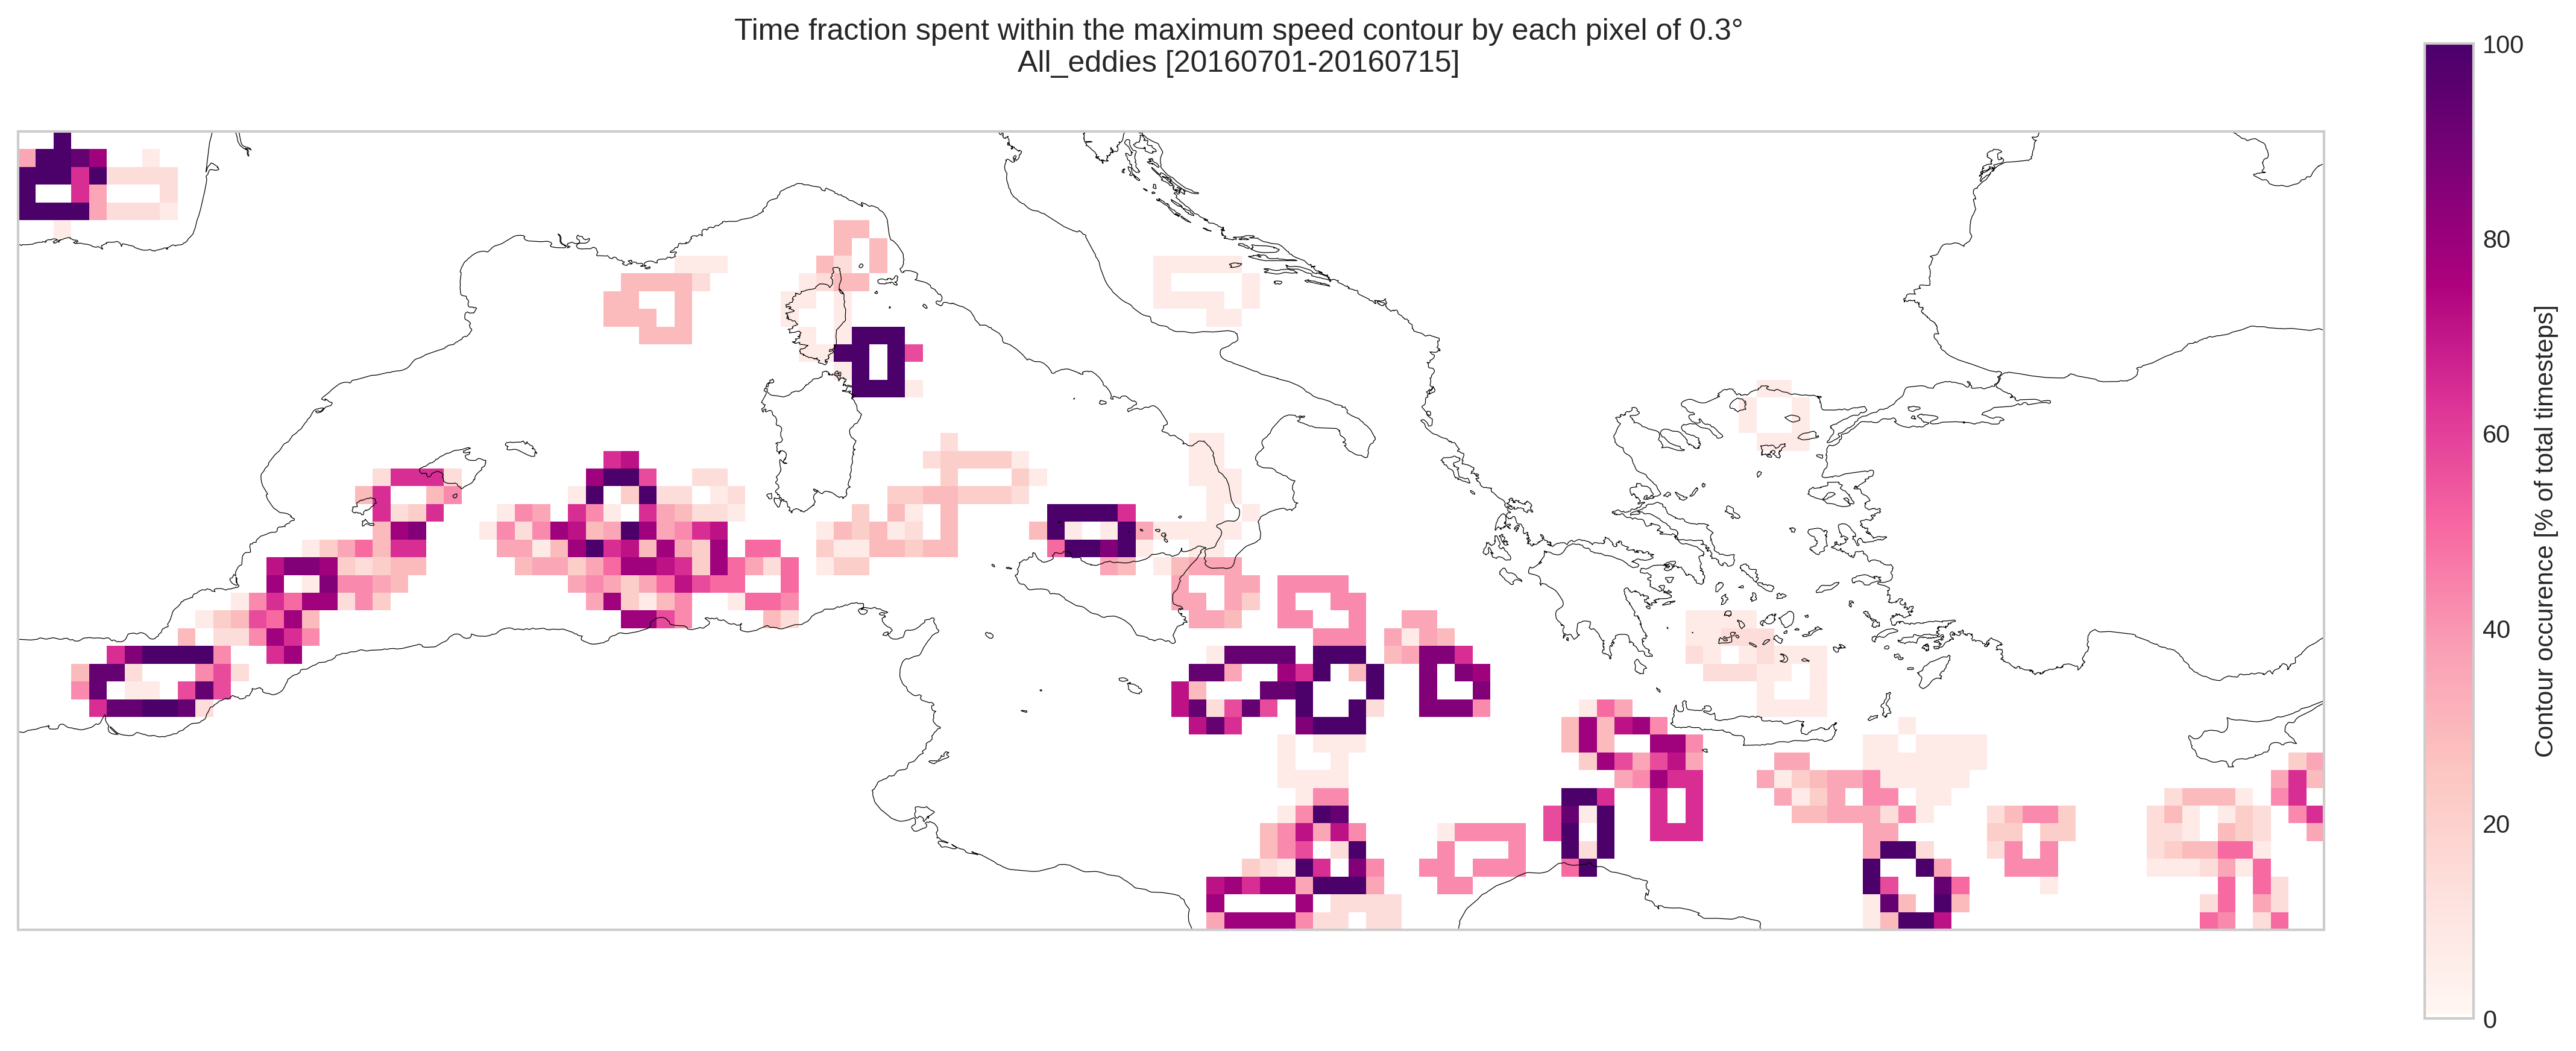 Time fraction spent within the maximum speed contour by each pixel of 0.3°
All_eddies [20160701-20160715]
100
80
60
40
20
0
Contour occurence [% of total timesteps]